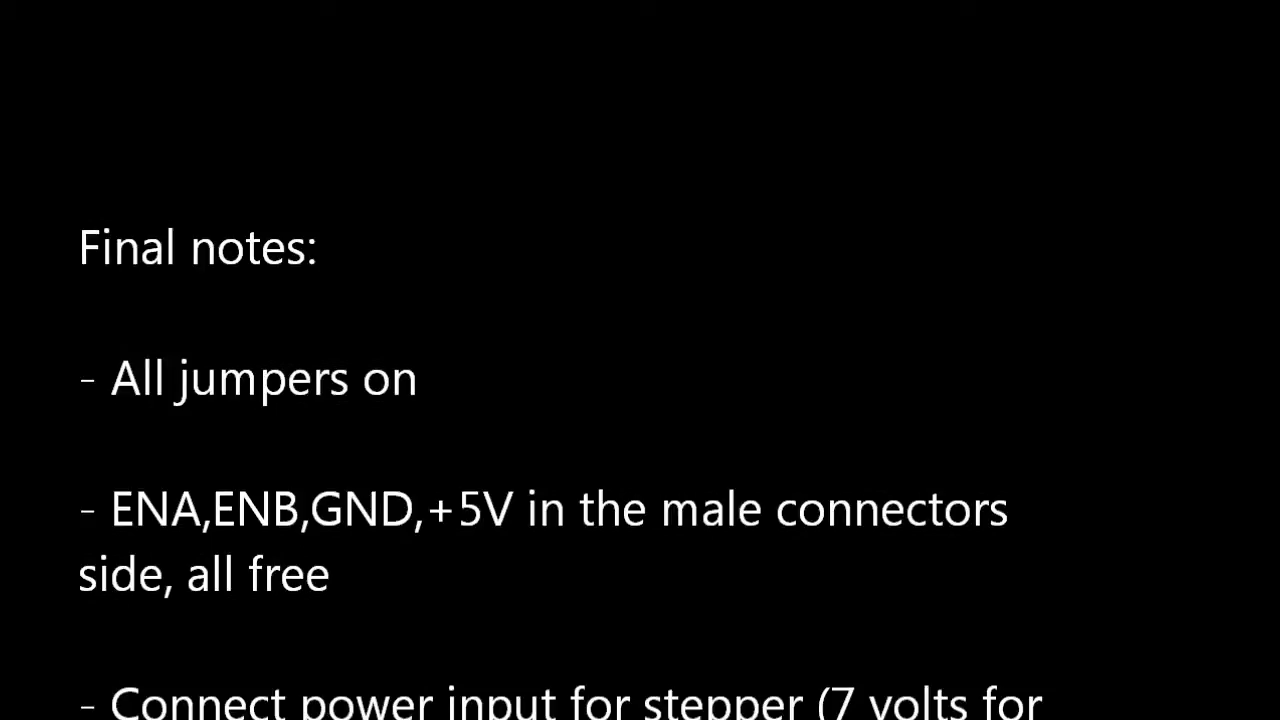 Final notes:
- All jumpers on
- ENA,ENB,GND,+5V in the male connectors
side, all free
- Connect power input for stepper (7 volts for